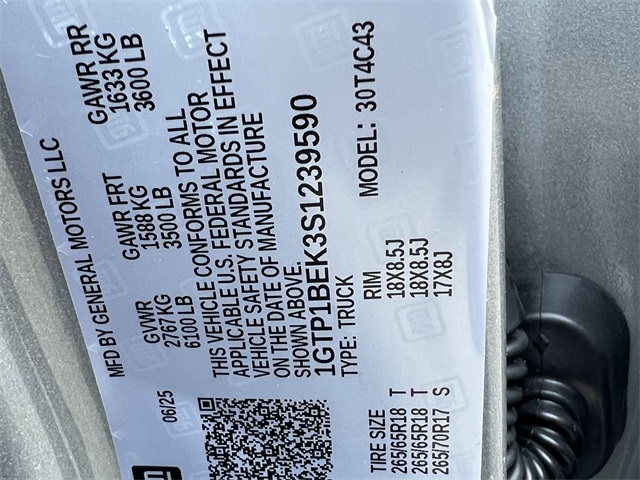 MFD BY GENERAL MOTORS LLC
06/25
GVWR GAWR FRT GAWR RR
2767 KG 1588 KG 1633 KG
6100 LB 3500 LB 3600 LB
THIS VEHICLE CONFORMS TO ALL
APPLICABLE U.S. FEDERAL MOTOR
VEHICLE SAFETY STANDARDS IN EFFECT
ON THE DATE OF MANUFACTURE
SHOWN ABOVE.
1GTP1BEK3S1239590
TYPE: TRUCK MODEL: 30T4C43
TIRE SIZE RIM
265/65R18 T 18X8.5J
265/65R18 T 18X8.5J
265/70R17 S 17X8J
gm